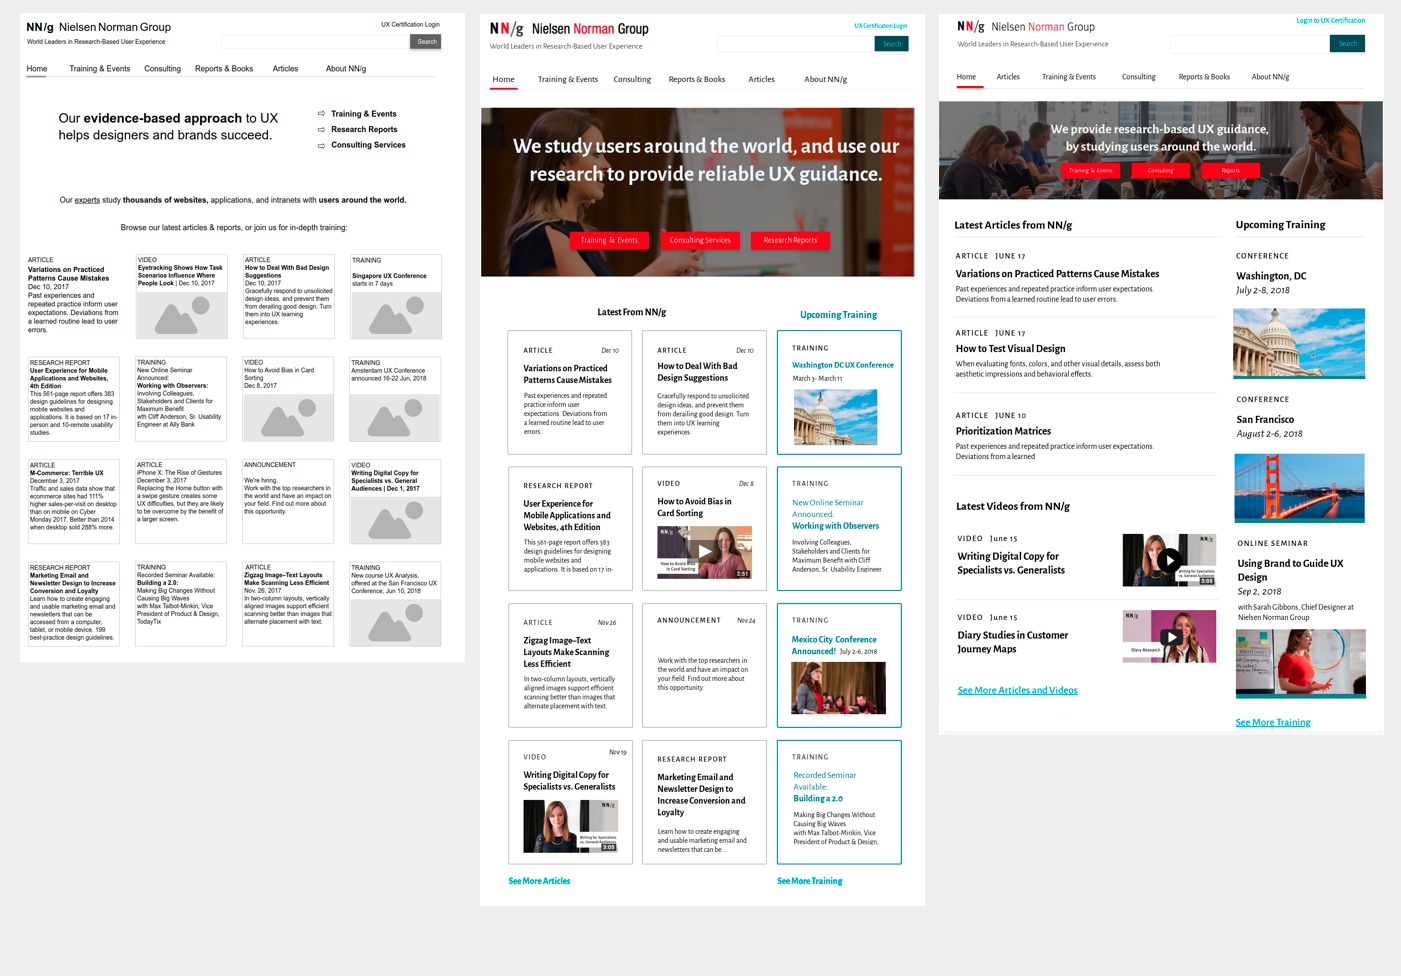 NN/g Nielsen Norman Group
UX Certification Login
World Leaders in Research-Based User Experience
Search
Home
Training & Events
Consulting
Reports & Books
Articles
About NN/g
Our evidence-based approach to UX
helps designers and brands succeed.
Training & Events
Research Reports
Consulting Services
Our experts study thousands of websites, applications, and intranets with users around the world.
Browse our latest articles & reports, or join us for in-depth training:
ARTICLE
Variations on Practiced
Patterns Cause Mistakes
Dec 10, 2017
Past experiences and
repeated practice inform user
expectations. Deviations from
a learned routine lead to user
errors.
VIDEO
Eyetracking Shows How Task
Scenarios Influence Where
People Look | Dec 10, 2017
ARTICLE
How to Deal With Bad Design
Suggestions
Dec 10, 2017
Gracefully respond to unsolicited
design ideas, and prevent them
from derailing good design. Turn
them into UX learning
experiences.
TRAINING
Singapore UX Conference
starts in 7 days
RESEARCH REPORT
User Experience for Mobile
Applications and Websites,
4th Edition
This 561-page report offers 383
design guidelines for designing
mobile websites and
applications. It is based on 17 in-
person and 10-remote usability
studies.
TRAINING
New Online Seminar
Announced:
Working with Observers:
Involving Colleagues,
Stakeholders and Clients for
Maximum Benefit
with Cliff Anderson, Sr. Usability
Engineer at Ally Bank
VIDEO
How to Avoid Bias in Card
Sorting
Dec 8, 2017
TRAINING
Amsterdam UX Conference
announced 16-22 Jun, 2018
ARTICLE
M-Commerce: Terrible UX
December 3, 2017
Traffic and sales data show that
ecommerce sites had 111%
higher sales-per-visit on desktop
than on mobile on Cyber
Monday 2017. Better than 2014
when desktop sold 288% more.
ARTICLE
iPhone X: The Rise of Gestures
December 3, 2017
Replacing the Home button with
a swipe gesture creates some
UX difficulties, but they are likely
to be overcome by the benefit of
a larger screen.
ANNOUNCEMENT
We're hiring.
Work with the top researchers in
the world and have an impact on
your field. Find out more about
this opportunity.
VIDEO
Writing Digital Copy for
Specialists vs. General
Audiences | Dec 1, 2017
RESEARCH REPORT
Marketing Email and
Newsletter Design to Increase
Conversion and Loyalty
Learn how to create engaging
and usable marketing email and
newsletters that can be
accessed from a computer,
tablet, or mobile device. 199
best-practice design guidelines.
TRAINING
Recorded Seminar Available:
Building a 2.0:
Making Big Changes Without
Causing Big Waves
with Max Talbot-Minkin, Vice
President of Product & Design,
TodayTix
ARTICLE
Zigzag Image–Text Layouts
Make Scanning Less Efficient
Nov. 26, 2017
In two-column layouts, vertically
aligned images support efficient
scanning better than images that
alternate placement with text.
TRAINING
New course UX Analysis,
offered at the San Francisco UX
Conference, Jun 10, 2018
NN/g Nielsen Norman Group
UX Certification Login
World Leaders in Research-Based User Experience
Search
Home
Training & Events
Consulting
Reports & Books
Articles
About NN/g
We study users around the world, and use our
research to provide reliable UX guidance.
Training & Events
Consulting Services
Research Reports
Latest From NN/g
Upcoming Training
ARTICLE
Dec 10
Variations on Practiced
Patterns Cause Mistakes
Past experiences and repeated
practice inform user
expectations. Deviations from
a learned routine lead to user
errors.
ARTICLE
Dec 10
How to Deal With Bad
Design Suggestions
Gracefully respond to unsolicited
design ideas, and prevent them
from derailing good design. Turn
them into UX learning
experiences.
TRAINING
Washington DC UX Conference
March 3- March 11
RESEARCH REPORT
User Experience for
Mobile Applications and
Websites, 4th Edition
This 561-page report offers 383
design guidelines for designing
mobile websites and
applications. It is based on 17 in-
VIDEO
Dec 8
How to Avoid Bias in
Card Sorting
NN/g
How to Avoid Bias
in Card Sorting
2:51
TRAINING
New Online Seminar
Announced:
Working with Observers
Involving Colleagues,
Stakeholders and Clients for
Maximum Benefit with Cliff
Anderson, Sr. Usability Engineer
ARTICLE
Nov 26
Zigzag Image–Text
Layouts Make Scanning
Less Efficient
In two-column layouts, vertically
aligned images support efficient
scanning better than images that
alternate placement with text.
ANNOUNCEMENT
Nov 24
Work with the top researchers in
the world and have an impact on
your field. Find out more about
this opportunity.
TRAINING
Mexico City Conference
Announced! July 2-6, 2018
VIDEO
Nov 19
Writing Digital Copy for
Specialists vs. Generalists
NN/g
Writing for Specialists
vs. General Audiences
3:05
RESEARCH REPORT
Marketing Email and
Newsletter Design to
Increase Conversion and
Loyalty
Learn how to create engaging
and usable marketing email and
newsletters that can be...
TRAINING
Recorded Seminar
Available:
Building a 2.0
Making Big Changes Without
Causing Big Waves
with Max Talbot-Minkin, Vice
President of Product & Design,
See More Articles
See More Training
NN/g Nielsen Norman Group
Login to UX Certification
World Leaders in Research-Based User Experience
Search
Home
Articles
Training & Events
Consulting
Reports & Books
About NN/g
We provide research-based UX guidance,
by studying users around the world.
Training & Events
Consulting
Reports
Latest Articles from NN/g
ARTICLE JUNE 17
Variations on Practiced Patterns Cause Mistakes
Past experiences and repeated practice inform user expectations.
Deviations from a learned routine lead to user errors.
ARTICLE JUNE 17
How to Test Visual Design
When evaluating fonts, colors, and other visual details, assess both
aesthetic impressions and behavioral effects.
ARTICLE JUNE 10
Prioritization Matrices
Past experiences and repeated practice inform user expectations.
Deviations from a learned
Latest Videos from NN/g
VIDEO June 15
Writing Digital Copy for
Specialists vs. Generalists
NN/g
Writing for Specialists
vs. General Audiences
3:05
VIDEO June 15
Diary Studies in Customer
Journey Maps
Diary Research
See More Articles and Videos
Upcoming Training
CONFERENCE
Washington, DC
July 2-8, 2018
CONFERENCE
San Francisco
August 2-6, 2018
ONLINE SEMINAR
Using Brand to Guide UX
Design
Sep 2, 2018
with Sarah Gibbons, Chief Designer at
Nielsen Norman Group
See More Training